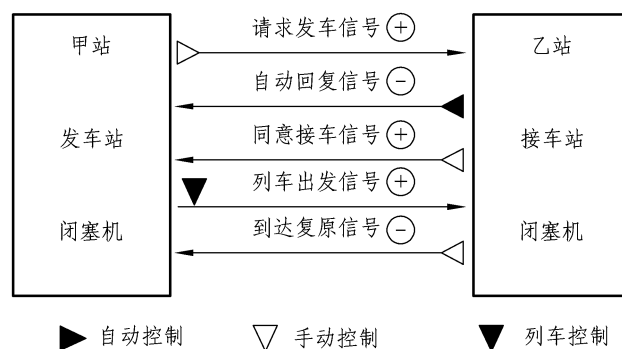 甲站
发车站
闭塞机
请求发车信号 +
自动回复信号 −
同意接车信号 +
列车出发信号 +
到达复原信号 −
乙站
接车站
闭塞机
自动控制
手动控制
列车控制